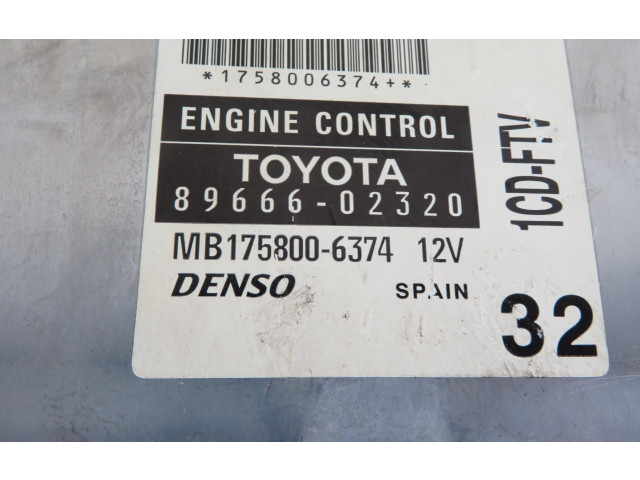 *1758006374+*
ENGINE CONTROL
TOYOTA
89666-02320
MB175800-6374 12V
DENSO SPAIN
1CD-FTV
32